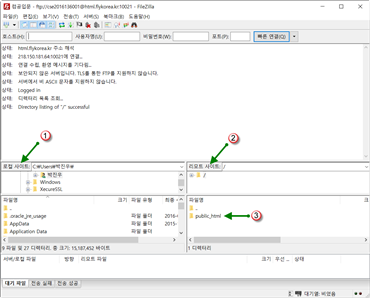 입금입본 - ftp://cse2016136001@html.flykorea.kr:10021 - FileZilla
파일(F) 편집(E) 보기(V) 전송(T) 서버(S) 북마크(B) 도움말(H)
호스트(H): 사용자명(U): 비밀번호(W): 포트(P): 빠른 연결(Q)
상태: html.flykorea.kr 주소 해석
상태: 218.150.181.64:10021에 연결...
상태: 연결 수립, 환영 메시지를 기다림...
상태: 보안되지 않은 서버입니다. TLS를 통한 FTP를 지원하지 않습니다.
상태: 서버에서 비 ASCII 문자를 지원하지 않습니다.
상태: Logged in
상태: 디렉터리 목록 조회...
상태: Directory listing of "/" successful
1 2
로컬 사이트: C:\Users\백진우\ 리모트 사이트: /
백진우 /
Windows
XecureSSL
파일명 크기 파일 유형 최종 파일명
.. ..
.oracle_jre_usage 파일 폴더 2016-0 public_html 3
AppData 파일 폴더 2015-
Application Data 파일 폴더
9 파일 및 27 디렉터리. 총 크기: 15,187,452 바이트 1 디렉터리
서버/로컬 파일 방향 리모트 파일 크기 우선 ... 상태
대기 파일 전송 실패 전송 성공
대기열: 비었음